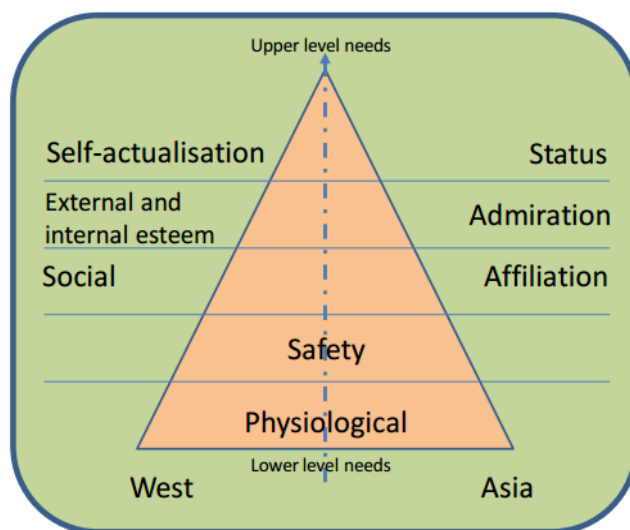 Upper level needs
Self-actualisation
Status
External and
internal esteem
Admiration
Social
Affiliation
Safety
Physiological
Lower level needs
West
Asia